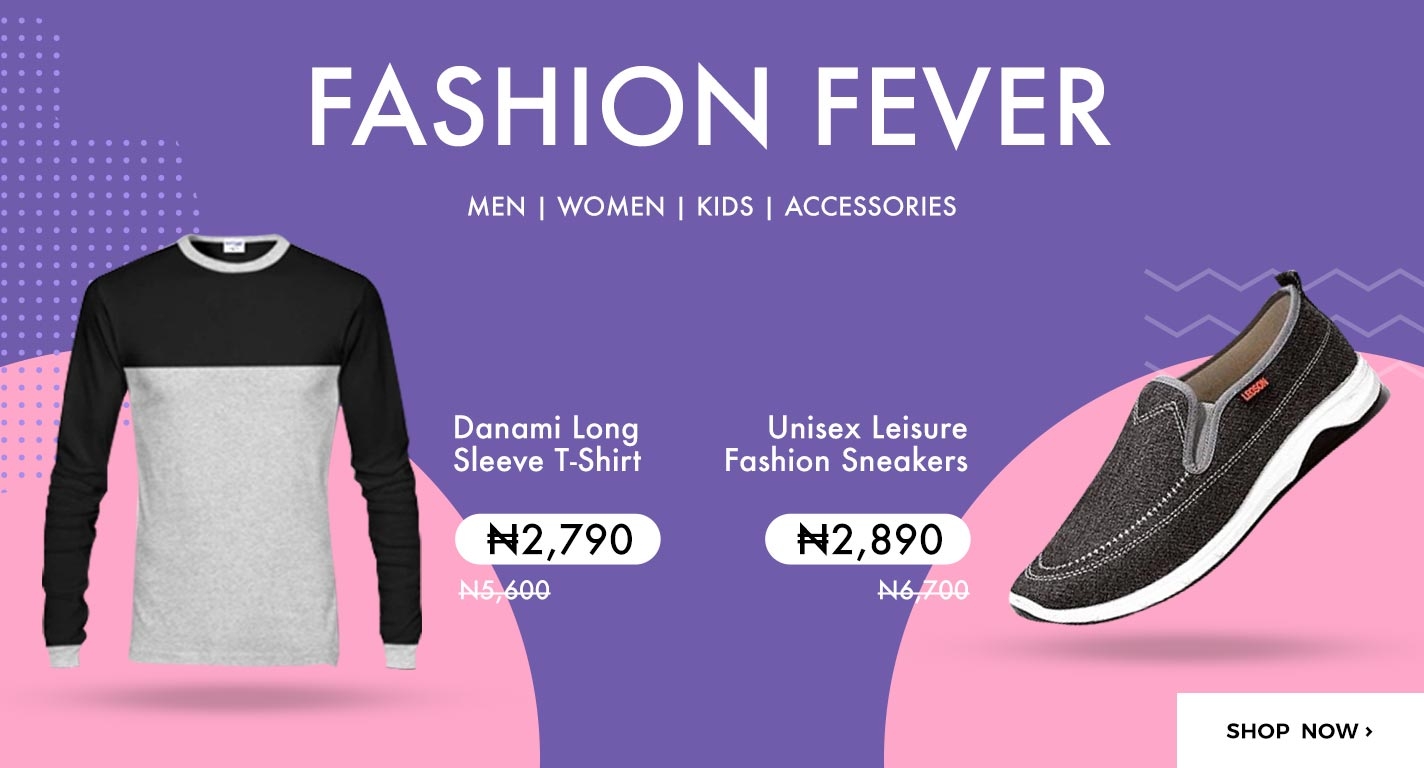 FASHION FEVER
MEN | WOMEN | KIDS | ACCESSORIES
Danami Long
Sleeve T-Shirt
₦2,790
₦5,600
Unisex Leisure
Fashion Sneakers
₦2,890
₦6,700
LEDSON
SHOP NOW ›